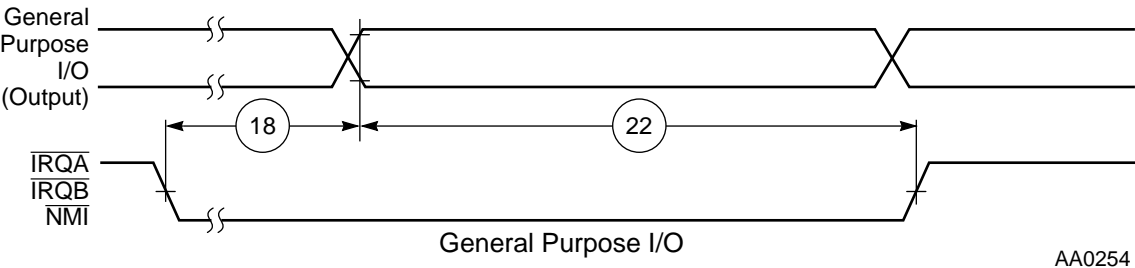 General
Purpose
I/O
(Output)
18
22
IRQA
IRQB
NMI
General Purpose I/O
AA0254